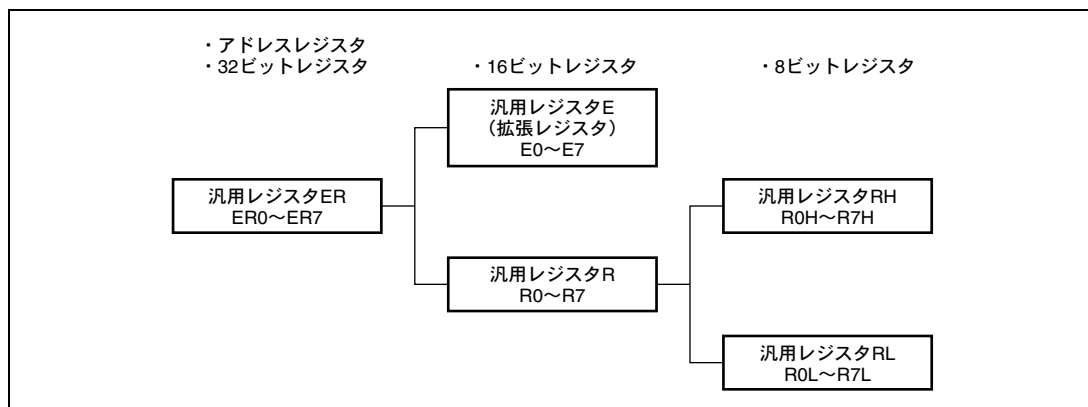 ・アドレスレジスタ
・32ビットレジスタ
・16ビットレジスタ
・8ビットレジスタ
汎用レジスタE
（拡張レジスタ）
E0～E7
汎用レジスタER
ER0～ER7
汎用レジスタRH
R0H～R7H
汎用レジスタR
R0～R7
汎用レジスタRL
R0L～R7L